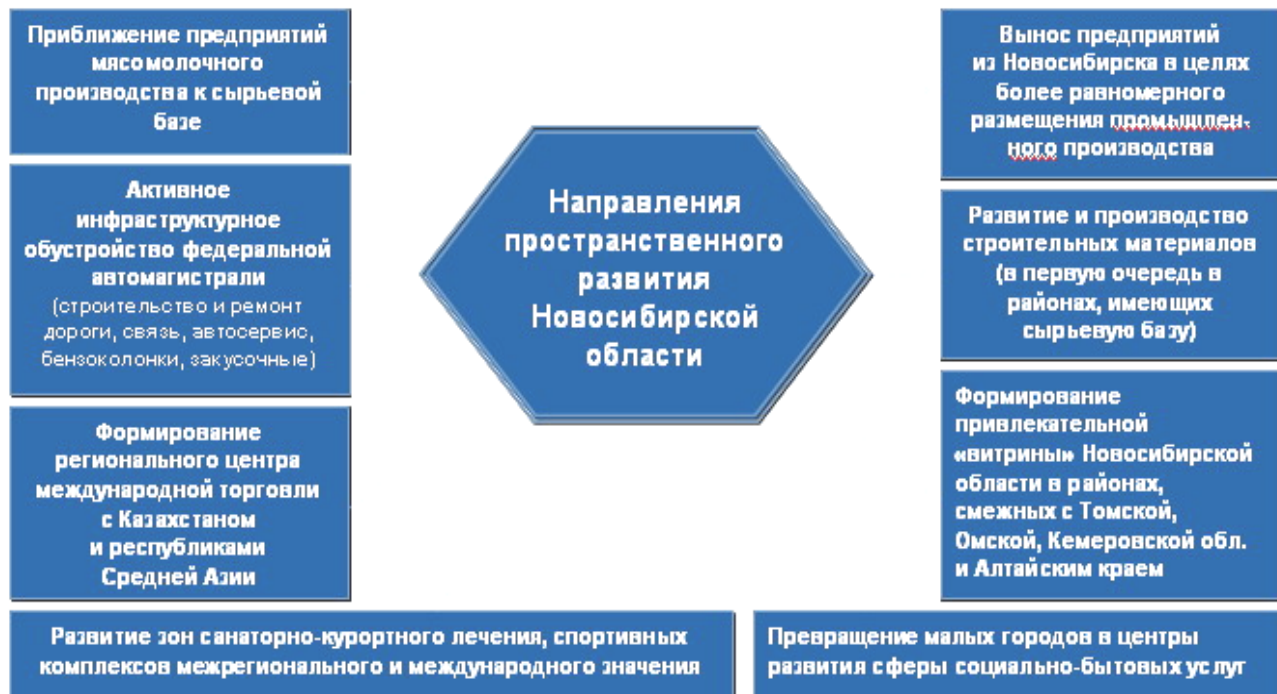 Приближение предприятий
мясомолочного
производства к сырьевой
базе
Активное
инфраструктурное
обустройство федеральной
автомагистрали
(строительство и ремонт
дороги, связь, автосервис,
бензоколонки, закусочные)
Формирование
регионального центра
международной торговли
с Казахстаном
и республиками
Средней Азии
Направления
пространственного
развития
Новосибирской
области
Вынос предприятий
из Новосибирска в целях
более равномерного
размещения промышлен-
ного производства
Развитие и производство
строительных материалов
(в первую очередь в
районах, имеющих
сырьевую базу)
Формирование
привлекательной
«витрины» Новосибирской
области в районах,
смежных с Томской,
Омской, Кемеровской обл.
и Алтайским краем
Развитие зон санаторно-курортного лечения, спортивных
комплексов межрегионального и международного значения
Превращение малых городов в центры
развития сферы социально-бытовых услуг